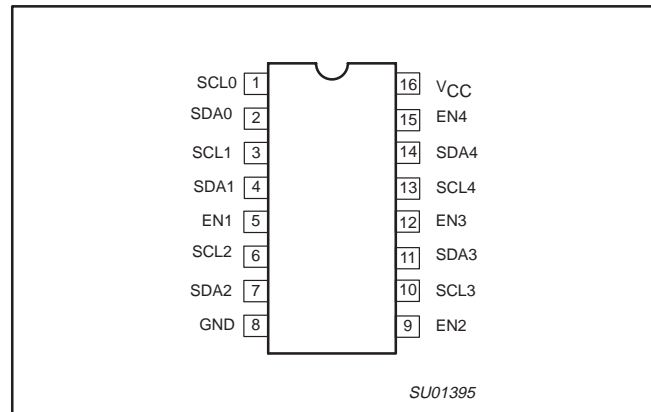 SCL0 1 16 VCC
SDA0 2 15 EN4
SCL1 3 14 SDA4
SDA1 4 13 SCL4
EN1 5 12 EN3
SCL2 6 11 SDA3
SDA2 7 10 SCL3
GND 8 9 EN2
SU01395